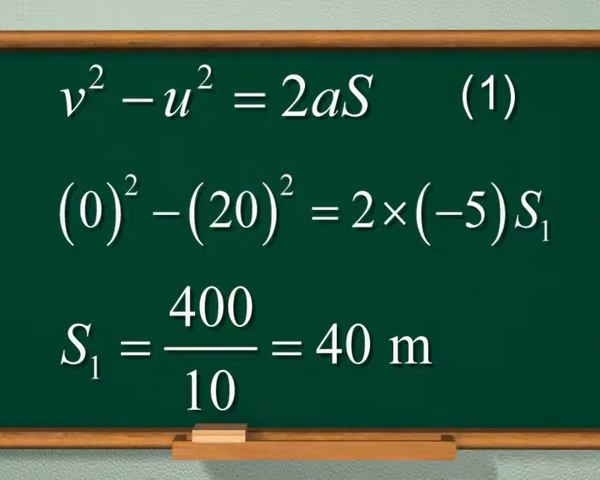 v² − u² = 2aS (1)
(0)² − (20)² = 2×(−5) S₁
S₁ = 400/10 = 40 m